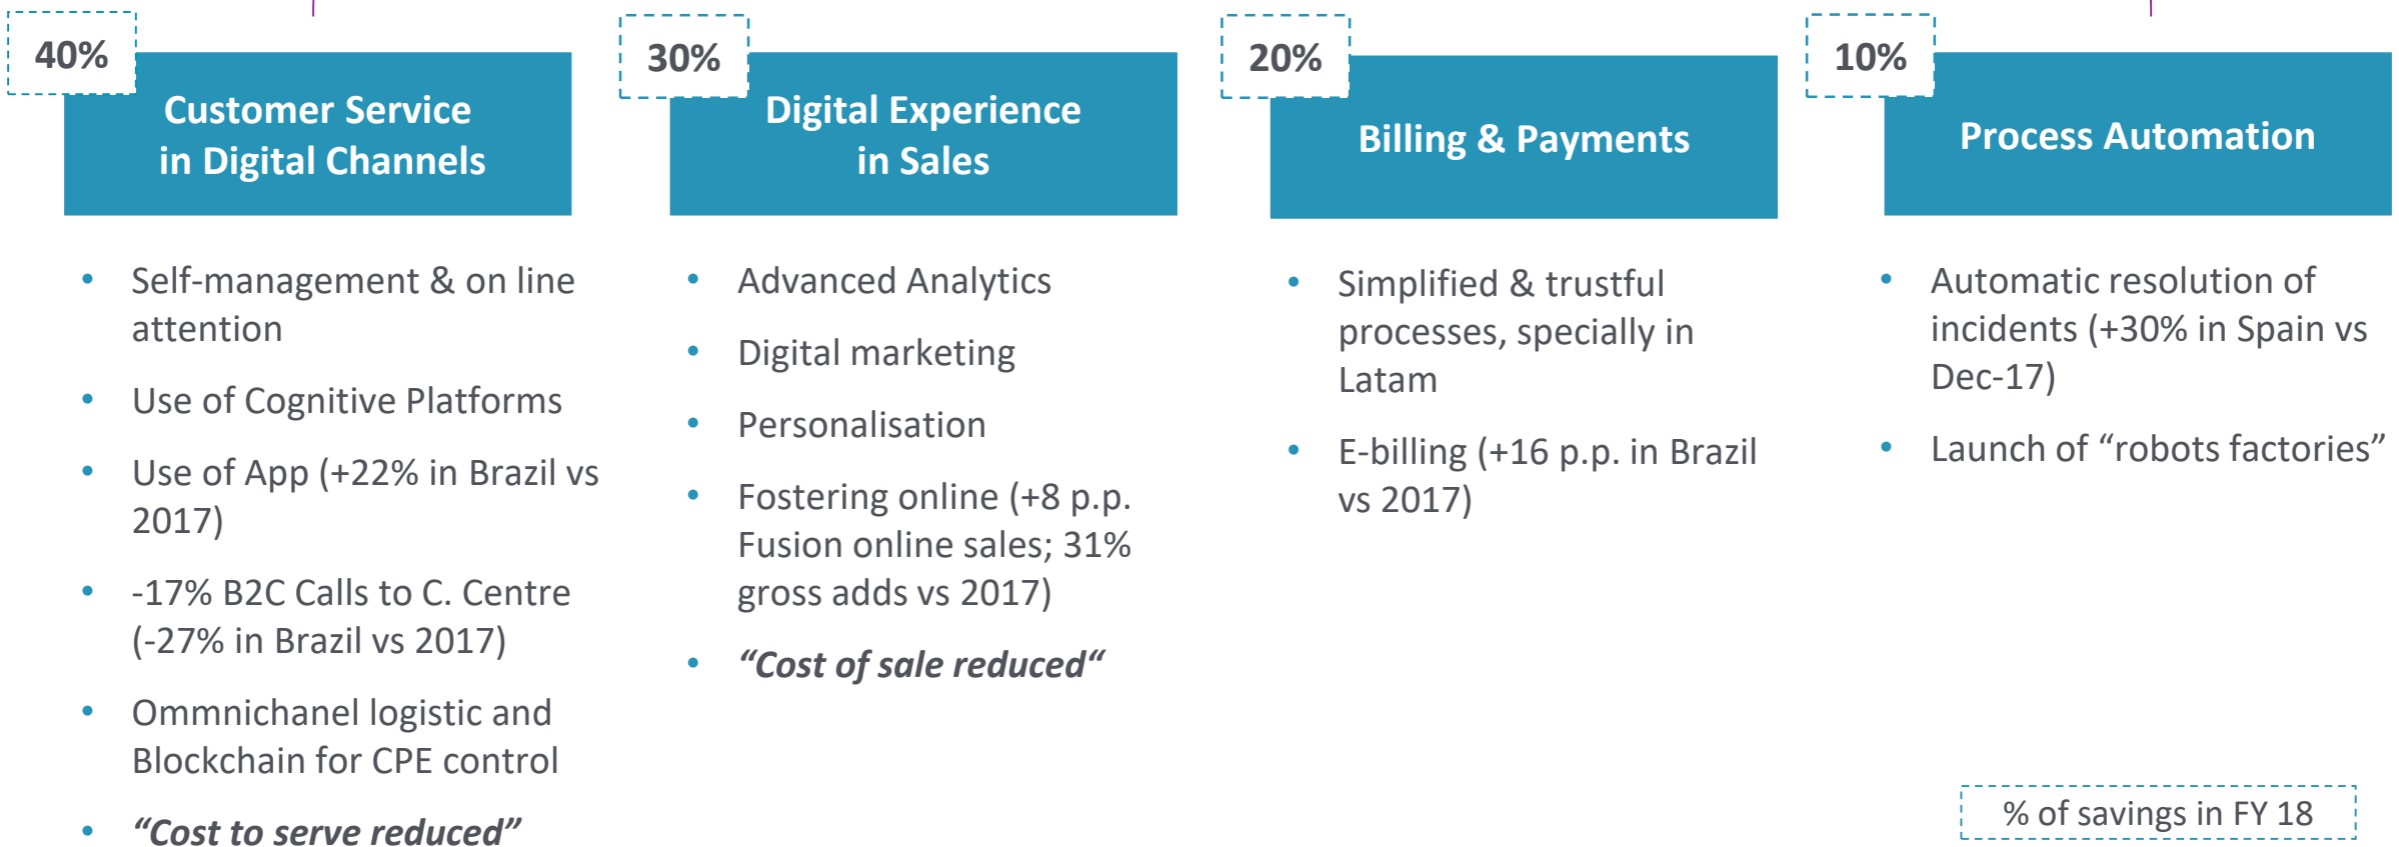 40%
Customer Service
in Digital Channels
• Self-management & on line
attention
• Use of Cognitive Platforms
• Use of App (+22% in Brazil vs
2017)
• -17% B2C Calls to C. Centre
(-27% in Brazil vs 2017)
• Ommnichanel logistic and
Blockchain for CPE control
• “Cost to serve reduced”
30%
Digital Experience
in Sales
• Advanced Analytics
• Digital marketing
• Personalisation
• Fostering online (+8 p.p.
Fusion online sales; 31%
gross adds vs 2017)
• “Cost of sale reduced“
20%
Billing & Payments
• Simplified & trustful
processes, specially in
Latam
• E-billing (+16 p.p. in Brazil
vs 2017)
10%
Process Automation
• Automatic resolution of
incidents (+30% in Spain vs
Dec-17)
• Launch of “robots factories”
% of savings in FY 18